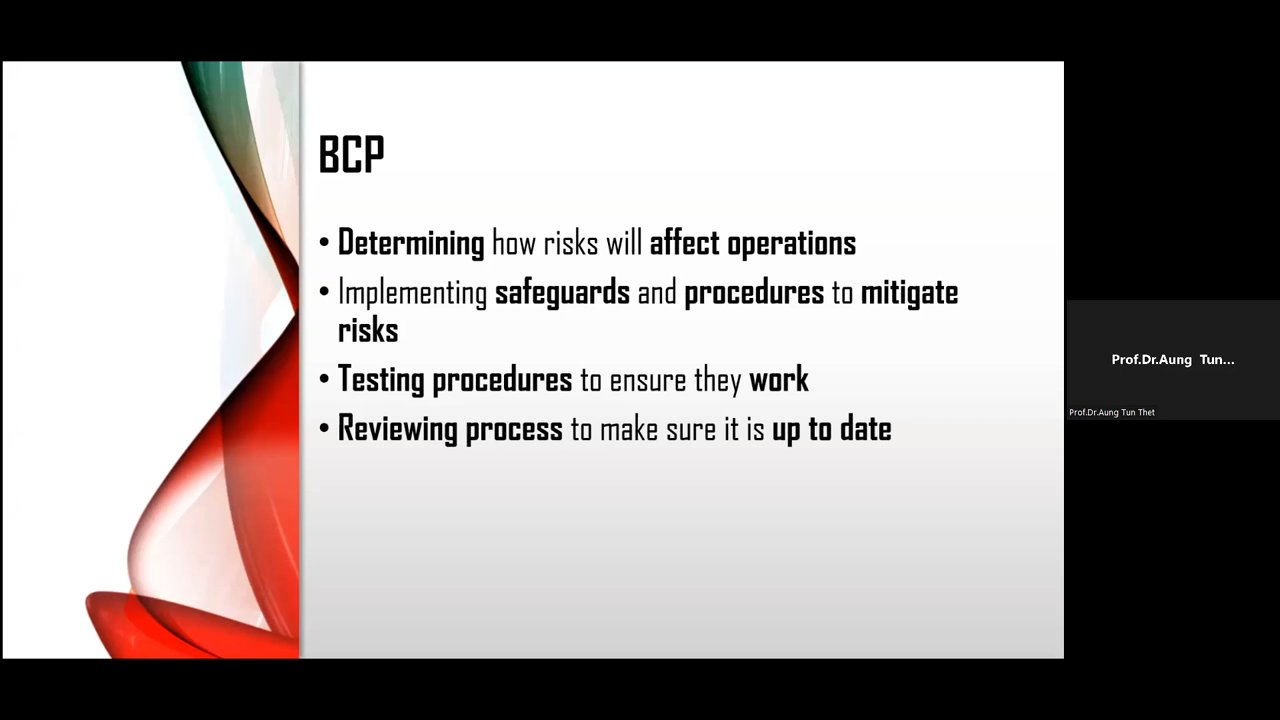 BCP
• Determining how risks will affect operations
• Implementing safeguards and procedures to mitigate
risks
• Testing procedures to ensure they work
• Reviewing process to make sure it is up to date
Prof.Dr.Aung Tun...
Prof.Dr.Aung Tun Thet